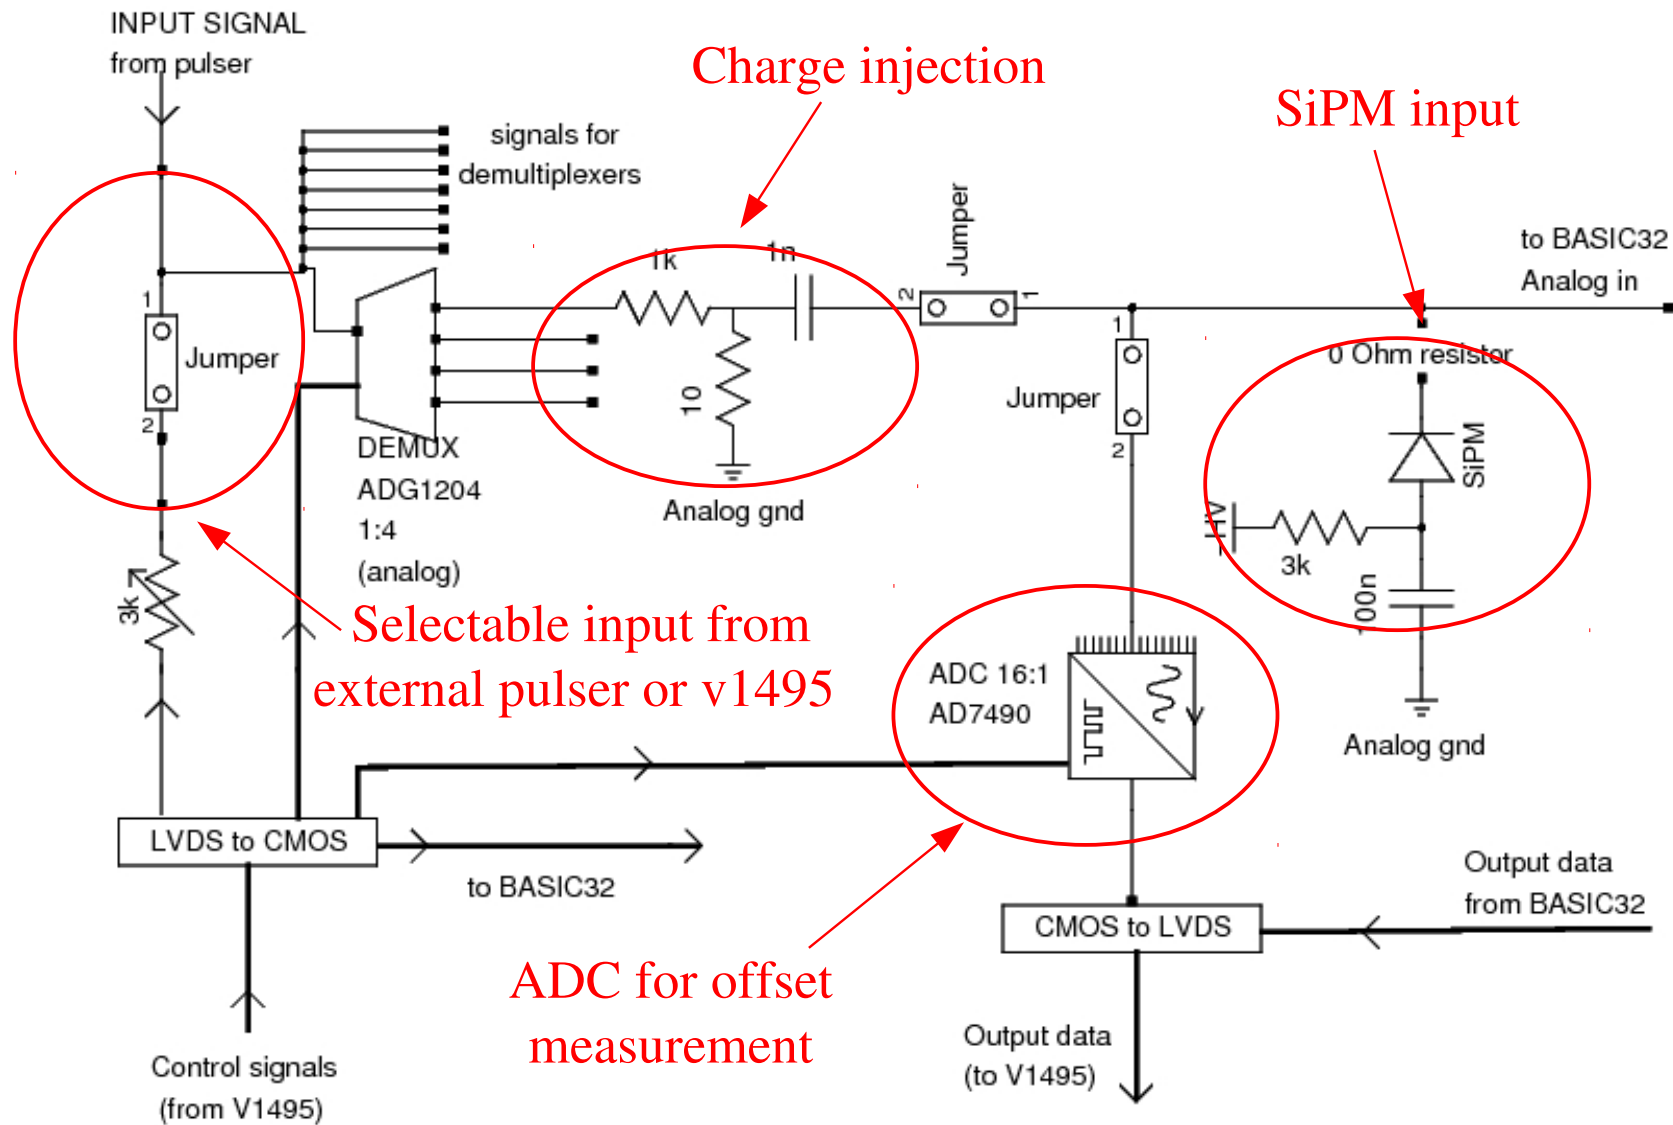 INPUT SIGNAL
from pulser
Charge injection
SiPM input
signals for
demultiplexers
Jumper
to BASIC32
Analog in
1k
1n
2
1
1
1
Jumper
2
0 Ohm resistor
Jumper
2
10
DEMUX
ADG1204
1:4
(analog)
Analog gnd
SiPM
HV
3k
100n
3k
Selectable input from
external pulser or v1495
ADC 16:1
AD7490
Analog gnd
LVDS to CMOS
to BASIC32
Output data
from BASIC32
CMOS to LVDS
ADC for offset
measurement
Output data
(to V1495)
Control signals
(from V1495)